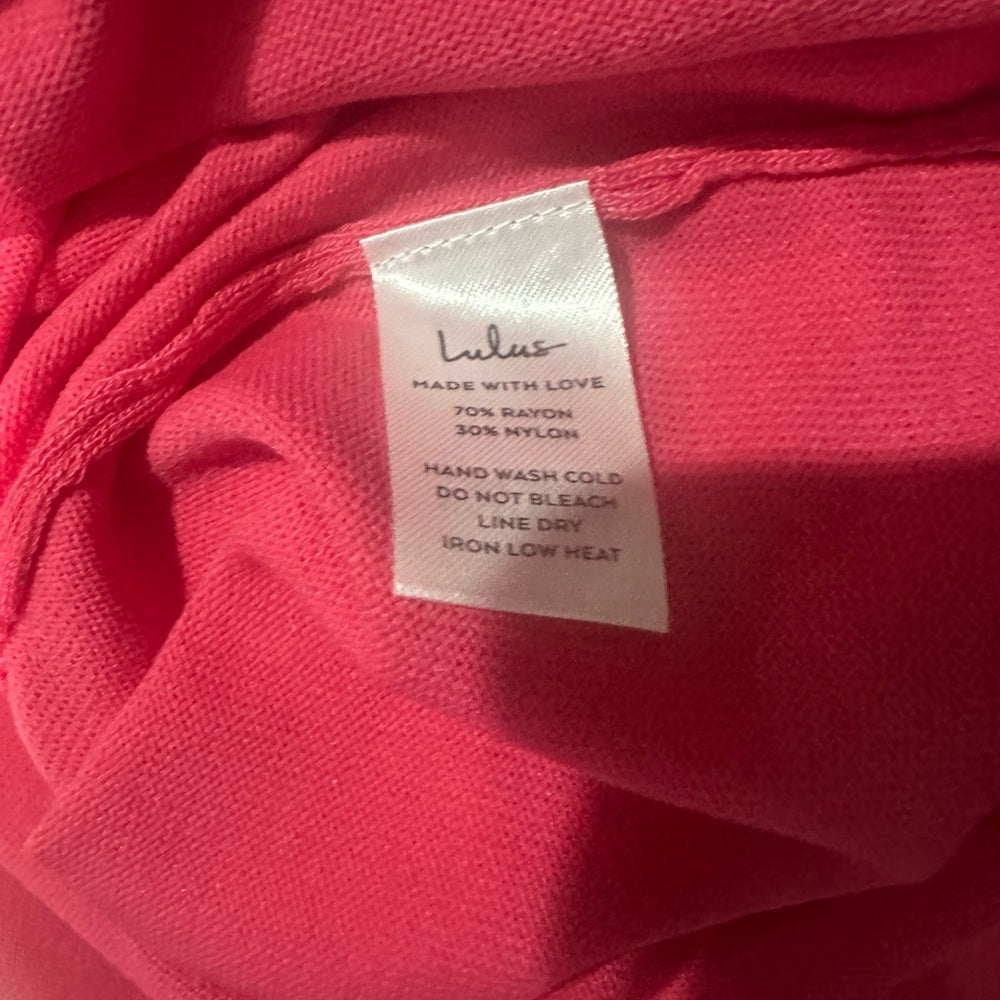 Lulus
MADE WITH LOVE
70% RAYON
30% NYLON
HAND WASH COLD
DO NOT BLEACH
LINE DRY
IRON LOW HEAT